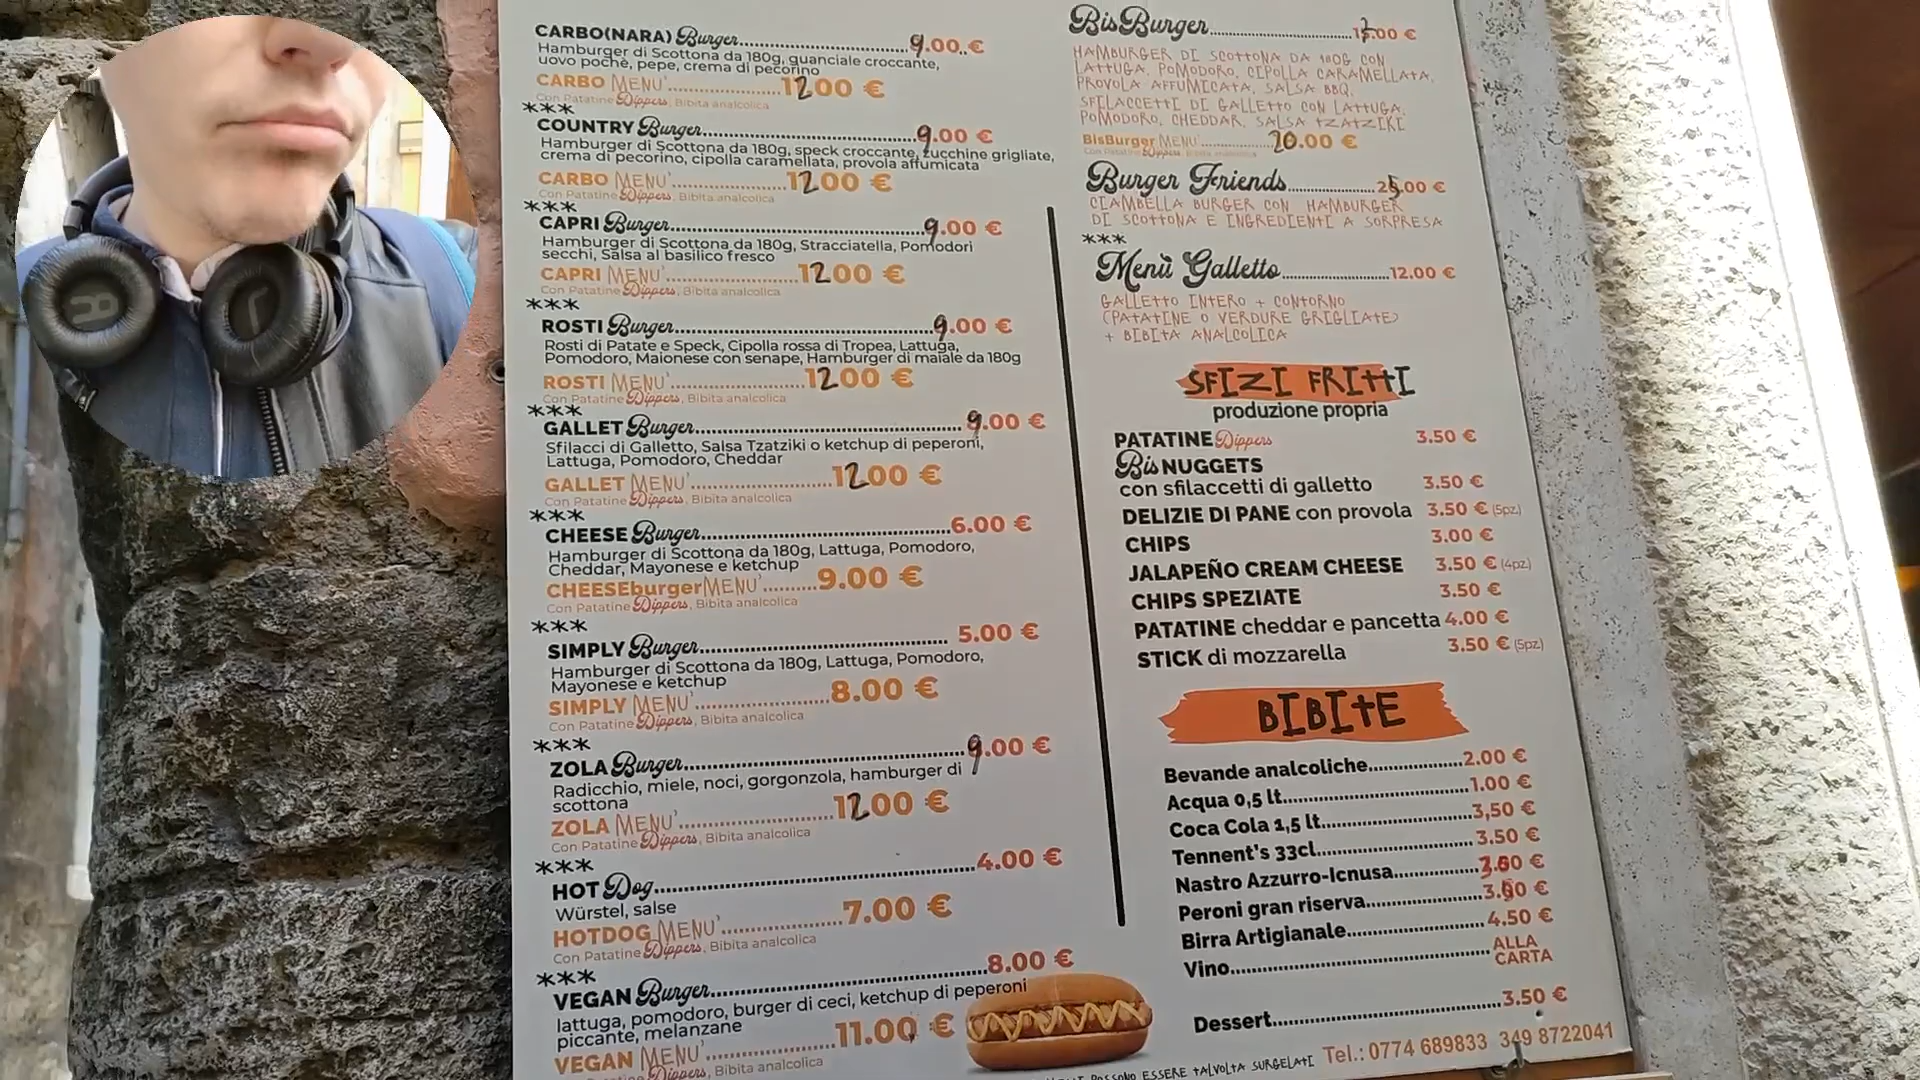 CARBO(NARA) Burger 9.00 €
Hamburger di Scottona da 180g, guanciale croccante,
uovo pochè, pepe, crema di pecorino
CARBO MENU' 12.00 €
Con Patatine Dippers, Bibita analcolica
***
COUNTRY Burger 9.00 €
Hamburger di Scottona da 180g, speck croccante, zucchine grigliate,
crema di pecorino, cipolla caramellata, provola affumicata
CARBO MENU' 12.00 €
Con Patatine Dippers, Bibita analcolica
***
CAPRI Burger 9.00 €
Hamburger di Scottona da 180g, Stracciatella, Pomodori
secchi, Salsa al basilico fresco
CAPRI MENU' 12.00 €
Con Patatine Dippers, Bibita analcolica
***
ROSTI Burger 9.00 €
Rosti di Patate e Speck, Cipolla rossa di Tropea, Lattuga,
Pomodoro, Maionese con senape, Hamburger di maiale da 180g
ROSTI MENU' 12.00 €
Con Patatine Dippers, Bibita analcolica
***
GALLET Burger 9.00 €
Sfilacci di Galletto, Salsa Tzatziki o ketchup di peperoni,
Lattuga, Pomodoro, Cheddar
GALLET MENU' 12.00 €
Con Patatine Dippers, Bibita analcolica
***
CHEESE Burger 6.00 €
Hamburger di Scottona da 180g, Lattuga, Pomodoro,
Cheddar, Mayonese e ketchup
CHEESEburger MENU' 9.00 €
Con Patatine Dippers, Bibita analcolica
***
SIMPLY Burger 5.00 €
Hamburger di Scottona da 180g, Lattuga, Pomodoro,
Mayonese e ketchup
SIMPLY MENU' 8.00 €
Con Patatine Dippers, Bibita analcolica
***
ZOLA Burger 9.00 €
Radicchio, miele, noci, gorgonzola, hamburger di
scottona
ZOLA MENU' 12.00 €
Con Patatine Dippers, Bibita analcolica
***
HOT Dog 4.00 €
Würstel, salse
HOTDOG MENU' 7.00 €
Con Patatine Dippers, Bibita analcolica
***
VEGAN Burger 8.00 €
lattuga, pomodoro, burger di ceci, ketchup di peperoni
piccante, melanzane
VEGAN MENU' 11.00 €
Con Patatine Dippers, Bibita analcolica
BisBurger .00 €
HAMBURGER DI SCOTTONA DA 180G CON
LATTUGA, POMODORO, CIPOLLA CARAMELLATA,
PROVOLA AFFUMICATA, SALSA BBQ,
SFILACCETTI DI GALLETTO CON LATTUGA,
POMODORO, CHEDDAR, SALSA TZATZIKI
BisBurger MENU' 20.00 €
Con Patatine Dippers, Bibita analcolica
Burger Friends 25.00 €
CIAMBELLA BURGER CON HAMBURGER
DI SCOTTONA E INGREDIENTI A SORPRESA
***
Menù Galletto 12.00 €
GALLETTO INTERO + CONTORNO
(PATATINE O VERDURE GRIGLIATE)
+ BIBITA ANALCOLICA
SFIZI FRITTI
produzione propria
PATATINE Dippers 3.50 €
Bis NUGGETS
con sfilaccetti di galletto 3.50 €
DELIZIE DI PANE con provola 3.50 € (5pz.)
CHIPS 3.00 €
JALAPEÑO CREAM CHEESE 3.50 € (4pz.)
CHIPS SPEZIATE 3.50 €
PATATINE cheddar e pancetta 4.00 €
STICK di mozzarella 3.50 € (5pz.)
BIBITE
Bevande analcoliche 2.00 €
Acqua 0,5 lt 1.00 €
Coca Cola 1,5 lt 3,50 €
Tennent's 33cl 3.50 €
Nastro Azzurro-Icnusa €
Peroni gran riserva €
Birra Artigianale 4.50 €
Vino ALLA
CARTA
Dessert 3.50 €
Tel.: 0774 689833 349 8722041
POSSONO ESSERE TALVOLTA SURGELATI
R
L